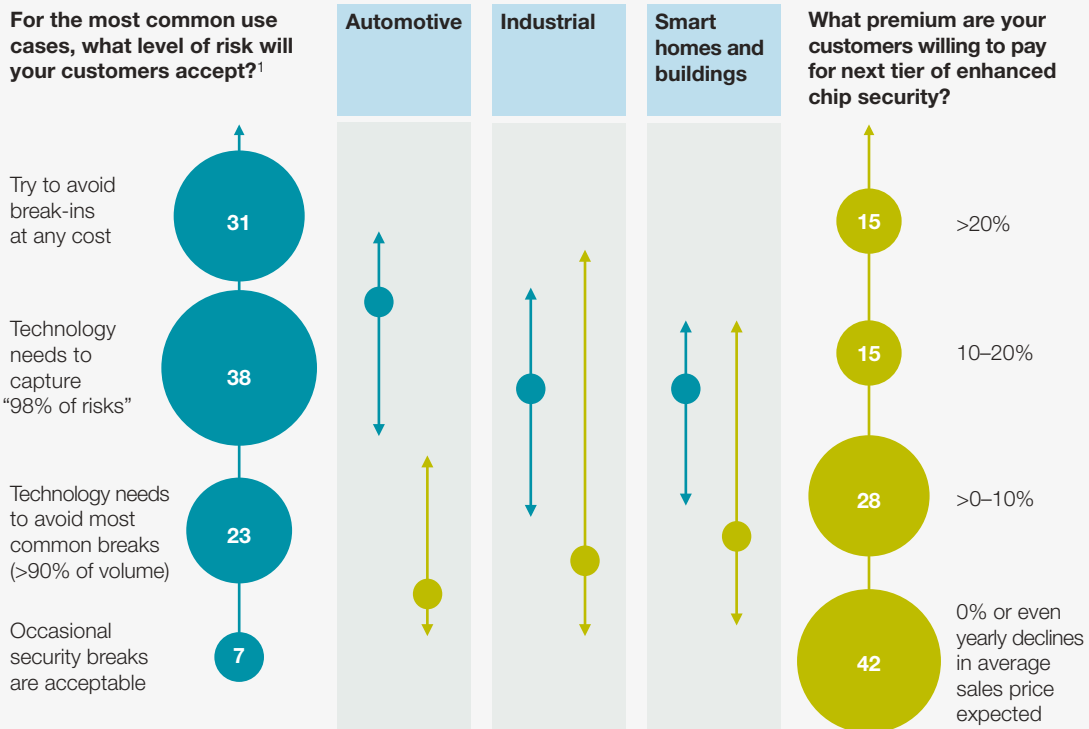 For the most common use
cases, what level of risk will
your customers accept?1
Automotive
Industrial
Smart
homes and
buildings
What premium are your
customers willing to pay
for next tier of enhanced
chip security?
Try to avoid
break-ins
at any cost
31
Technology
needs to
capture
“98% of risks”
38
Technology needs
to avoid most
common breaks
(>90% of volume)
23
Occasional
security breaks
are acceptable
7
15
>20%
15
10–20%
28
>0–10%
42
0% or even
yearly declines
in average
sales price
expected